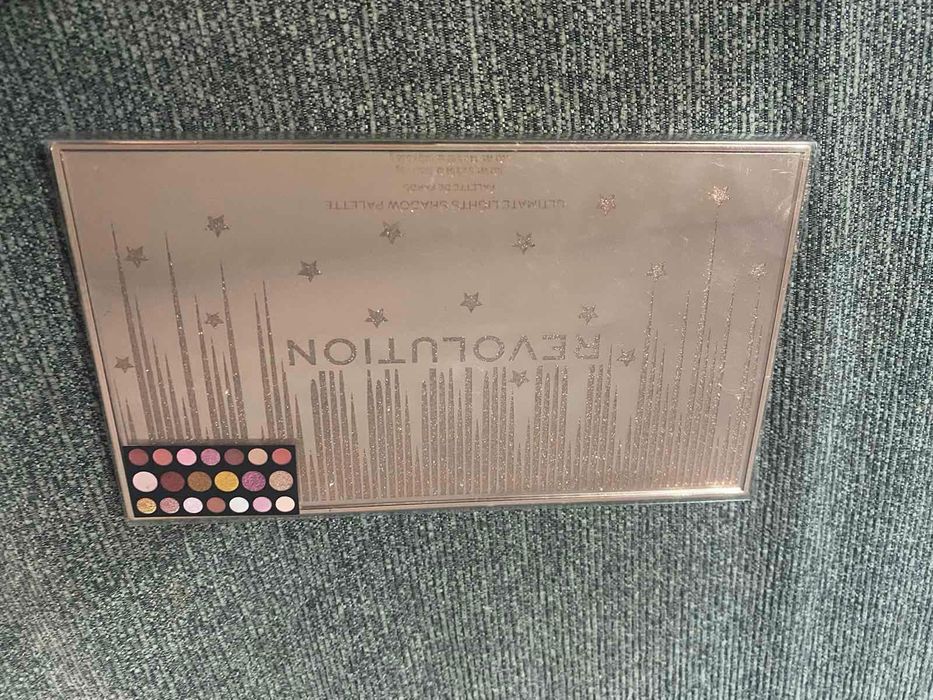 REVOLUTION
ULTIMATE LIGHTS SHADOW PALETTE
PALETTE DE FARDS